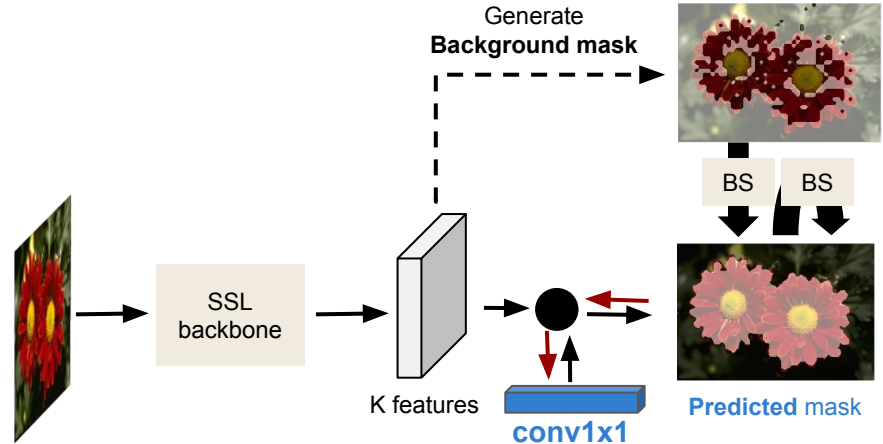 Generate
Background mask
BS
BS
SSL
backbone
K features
conv1x1
Predicted mask